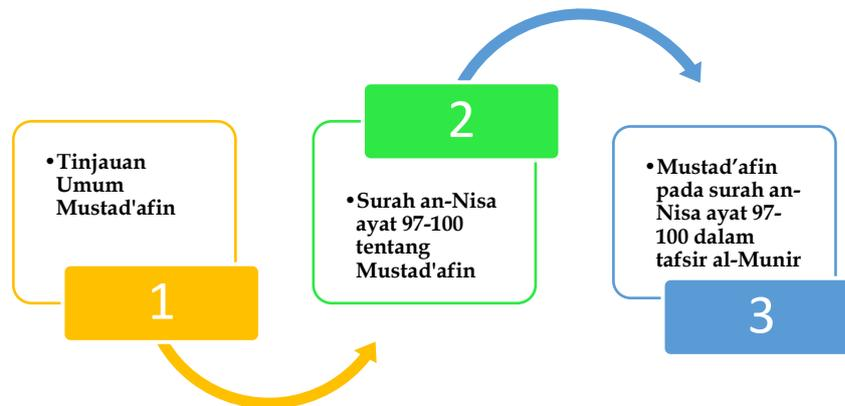 •Tinjauan
Umum
Mustad'afin
1
2
•Surah an-Nisa
ayat 97-100
tentang
Mustad'afin
•Mustad’afin
pada surah an-
Nisa ayat 97-
100 dalam
tafsir al-Munir
3